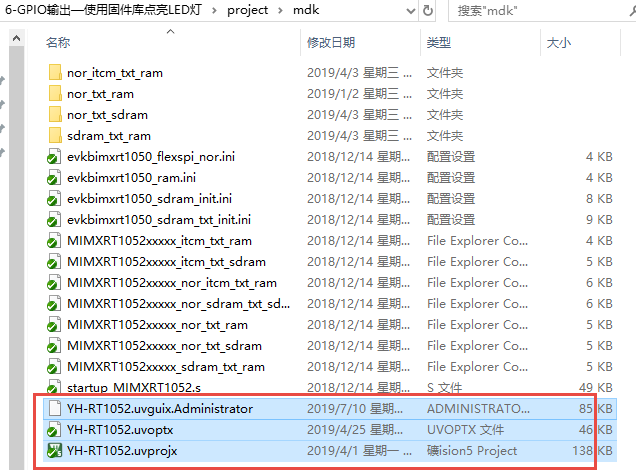 6-GPIO输出—使用固件库点亮LED灯 > project > mdk 搜索"mdk"
名称 修改日期 类型 大小
nor_itcm_txt_ram 2019/4/3 星期三 ... 文件夹
nor_txt_ram 2019/1/2 星期三 ... 文件夹
nor_txt_sdram 2019/4/3 星期三 ... 文件夹
sdram_txt_ram 2019/4/3 星期三 ... 文件夹
evkbimxrt1050_flexspi_nor.ini 2018/12/14 星期... 配置设置 4 KB
evkbimxrt1050_ram.ini 2018/12/14 星期... 配置设置 4 KB
evkbimxrt1050_sdram_init.ini 2018/12/14 星期... 配置设置 8 KB
evkbimxrt1050_sdram_txt_init.ini 2018/12/14 星期... 配置设置 9 KB
MIMXRT1052xxxxx_itcm_txt_ram 2018/12/14 星期... File Explorer Co... 4 KB
MIMXRT1052xxxxx_itcm_txt_sdram 2018/12/14 星期... File Explorer Co... 5 KB
MIMXRT1052xxxxx_nor_itcm_txt_ram 2018/12/14 星期... File Explorer Co... 6 KB
MIMXRT1052xxxxx_nor_sdram_txt_sd... 2018/12/14 星期... File Explorer Co... 6 KB
MIMXRT1052xxxxx_nor_txt_ram 2018/12/14 星期... File Explorer Co... 5 KB
MIMXRT1052xxxxx_nor_txt_sdram 2018/12/14 星期... File Explorer Co... 5 KB
MIMXRT1052xxxxx_sdram_txt_ram 2018/12/14 星期... File Explorer Co... 5 KB
startup_MIMXRT1052.s 2018/12/14 星期... S 文件 49 KB
YH-RT1052.uvguix.Administrator 2019/7/10 星期... ADMINISTRATO... 85 KB
YH-RT1052.uvoptx 2019/4/25 星期... UVOPTX 文件 46 KB
YH-RT1052.uvprojx 2019/4/1 星期一 ... 礦ision5 Project 138 KB